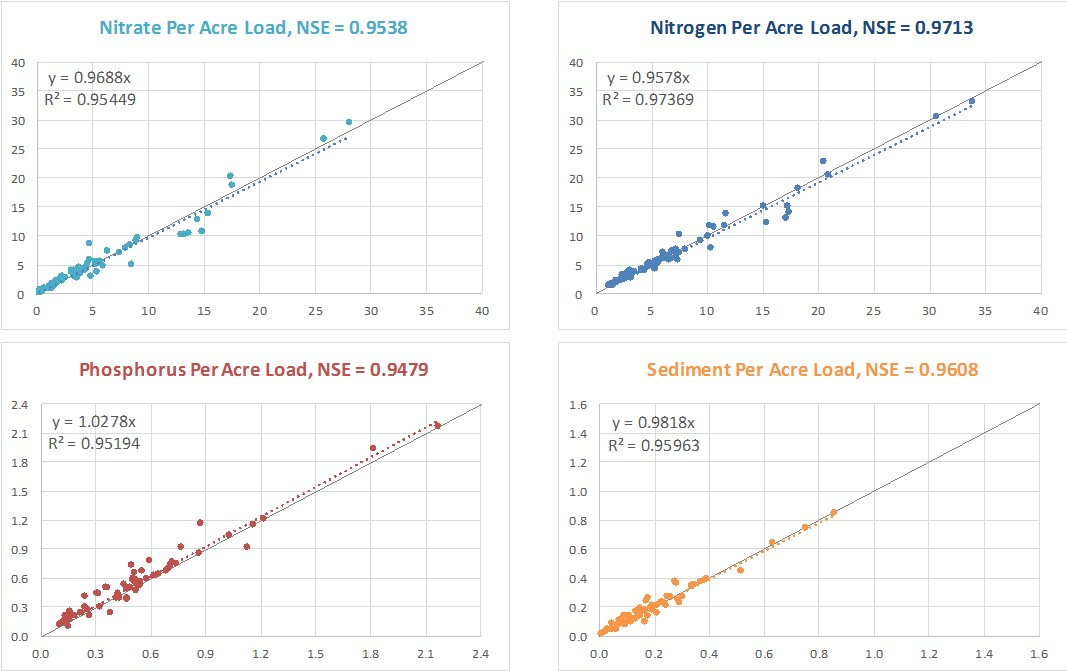 Nitrate Per Acre Load, NSE = 0.9538
y = 0.9688x
R² = 0.95449
40
35
30
25
20
15
10
5
0
0 5 10 15 20 25 30 35 40
Nitrogen Per Acre Load, NSE = 0.9713
y = 0.9578x
R² = 0.97369
40
35
30
25
20
15
10
5
0
0 5 10 15 20 25 30 35 40
Phosphorus Per Acre Load, NSE = 0.9479
y = 1.0278x
R² = 0.95194
2.4
2.1
1.8
1.5
1.2
0.9
0.6
0.3
0.0
0.0 0.3 0.6 0.9 1.2 1.5 1.8 2.1 2.4
Sediment Per Acre Load, NSE = 0.9608
y = 0.9818x
R² = 0.95963
1.6
1.4
1.2
1.0
0.8
0.6
0.4
0.2
0.0
0.0 0.2 0.4 0.6 0.8 1.0 1.2 1.4 1.6